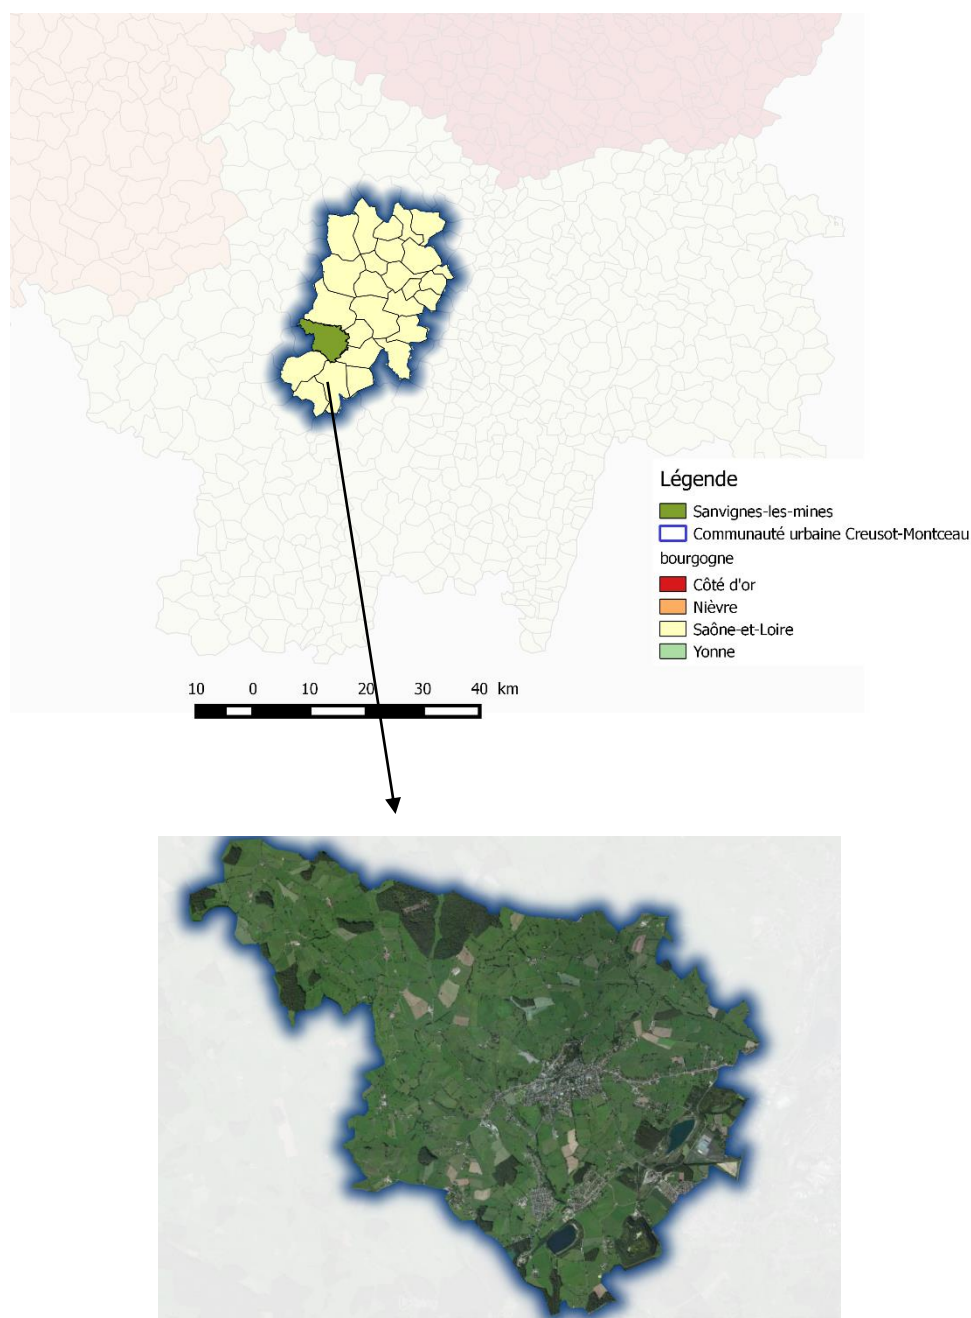 Légende
Sanvignes-les-mines
Communauté urbaine Creusot-Montceau
bourgogne
Côté d'or
Nièvre
Saône-et-Loire
Yonne
10 0 10 20 30 40 km